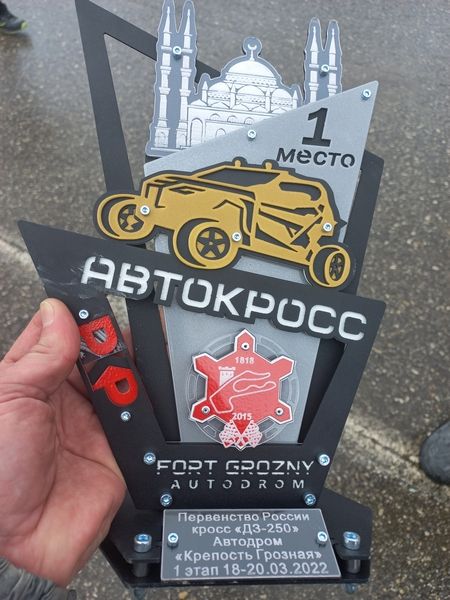 1
место
АВТОКРОСС
1818
2015
FORT GROZNY
AUTODROM
Первенство России
кросс «ДЗ-250»
Автодром
«Крепость Грозная»
1 этап 18-20.03.2022